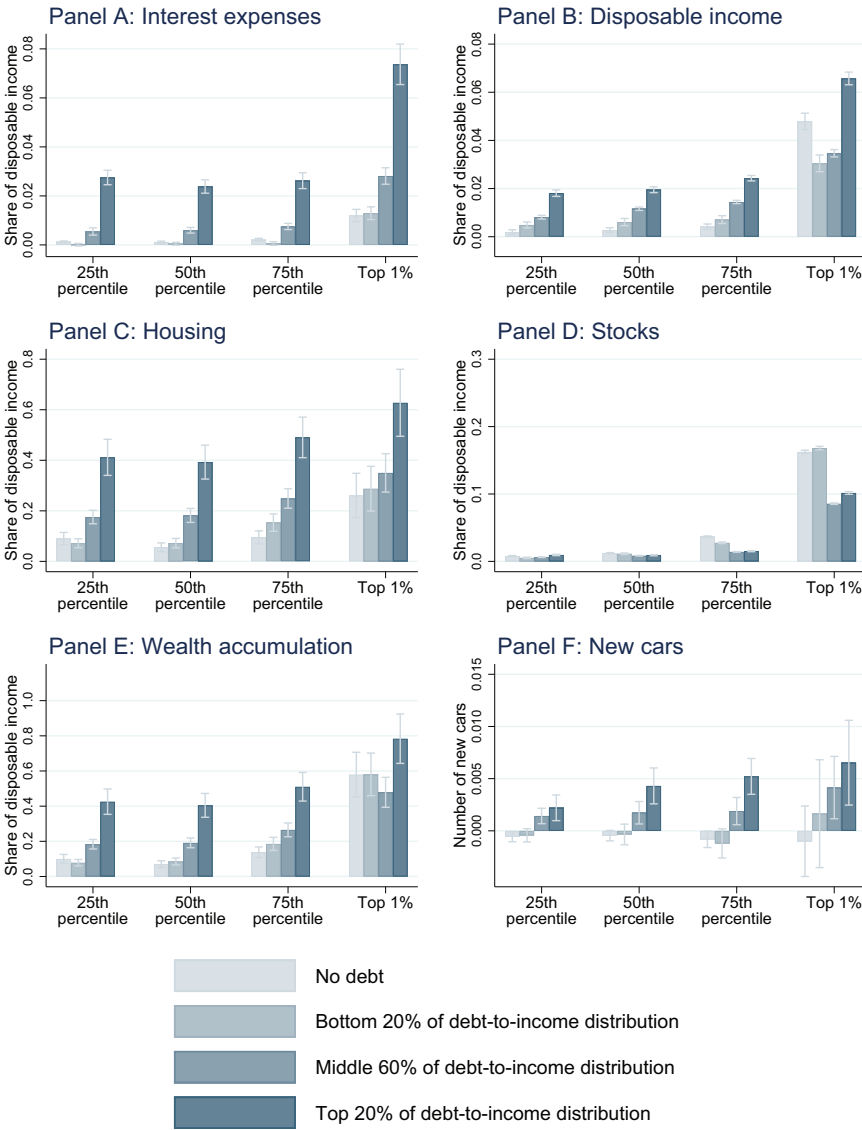 Panel A: Interest expenses
Share of disposable income
0.00
0.02
0.04
0.06
0.08
25th
percentile
50th
percentile
75th
percentile
Top 1%
Panel B: Disposable income
Share of disposable income
0.00
0.02
0.04
0.06
0.08
25th
percentile
50th
percentile
75th
percentile
Top 1%
Panel C: Housing
Share of disposable income
0.0
0.2
0.4
0.6
0.8
25th
percentile
50th
percentile
75th
percentile
Top 1%
Panel D: Stocks
Share of disposable income
0.0
0.1
0.2
0.3
25th
percentile
50th
percentile
75th
percentile
Top 1%
Panel E: Wealth accumulation
Share of disposable income
0.0
0.2
0.4
0.6
0.8
1.0
25th
percentile
50th
percentile
75th
percentile
Top 1%
Panel F: New cars
Number of new cars
0.000
0.005
0.010
0.015
25th
percentile
50th
percentile
75th
percentile
Top 1%
No debt
Bottom 20% of debt-to-income distribution
Middle 60% of debt-to-income distribution
Top 20% of debt-to-income distribution